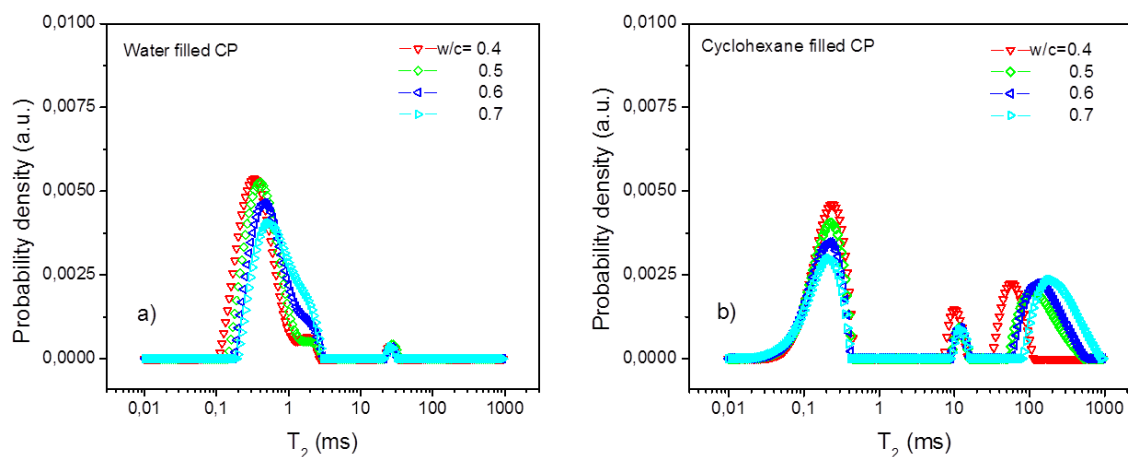 0,0100
0,0075
0,0050
0,0025
0,0000
Probability density (a.u.)
Water filled CP
w/c= 0.4
0.5
0.6
0.7
a)
0,01 0,1 1 10 100 1000
T2 (ms)
0,0100
0,0075
0,0050
0,0025
0,0000
Probability density (a.u.)
Cyclohexane filled CP
w/c= 0.4
0.5
0.6
0.7
b)
0,01 0,1 1 10 100 1000
T2 (ms)